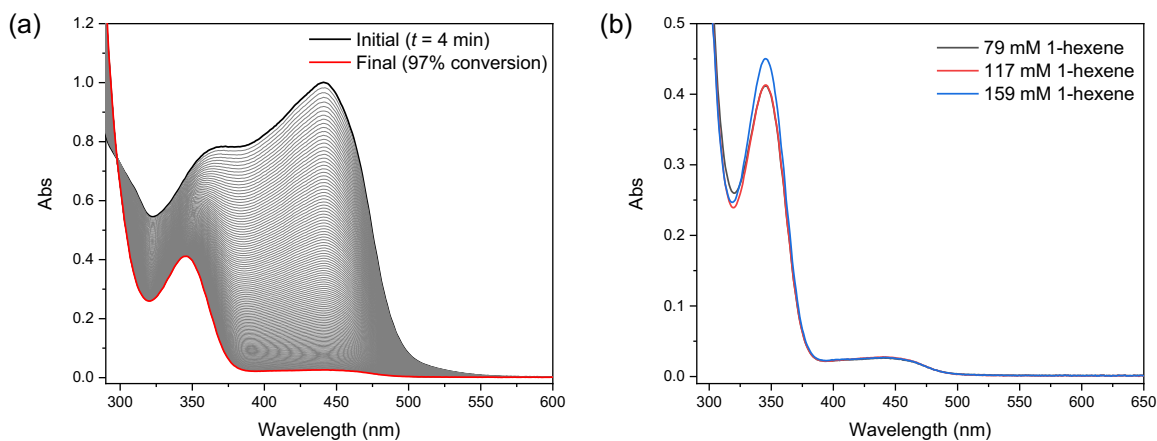 (a)
1.2
1.0
0.8
0.6
0.4
0.2
0.0
Abs
Initial (t = 4 min)
Final (97% conversion)
300 350 400 450 500 550 600
Wavelength (nm)
(b)
0.5
0.4
0.3
0.2
0.1
0.0
Abs
79 mM 1-hexene
117 mM 1-hexene
159 mM 1-hexene
300 350 400 450 500 550 600 650
Wavelength (nm)